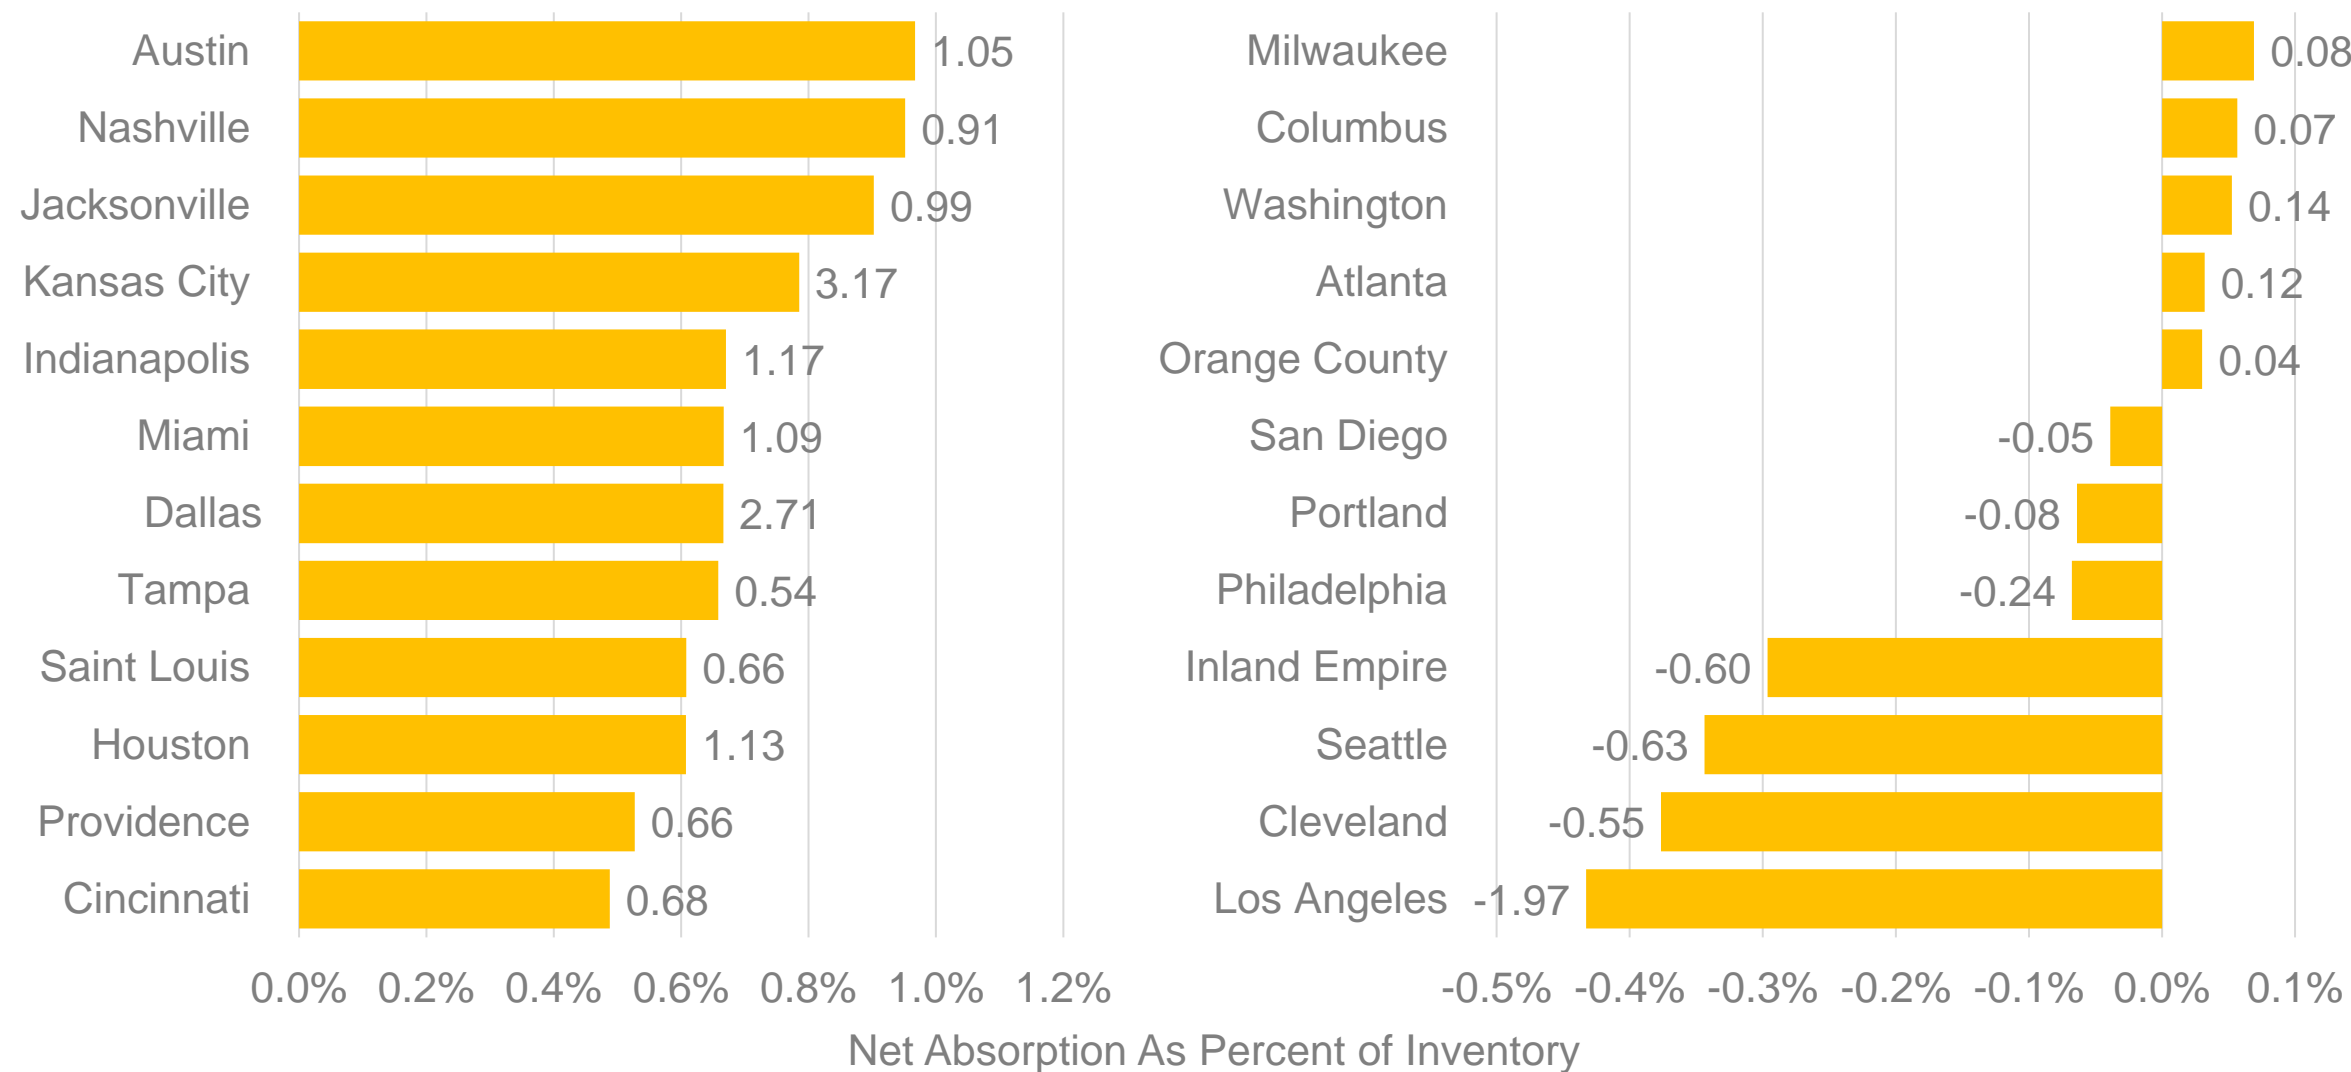 Austin 1.05
Nashville 0.91
Jacksonville 0.99
Kansas City 3.17
Indianapolis 1.17
Miami 1.09
Dallas 2.71
Tampa 0.54
Saint Louis 0.66
Houston 1.13
Providence 0.66
Cincinnati 0.68
0.0% 0.2% 0.4% 0.6% 0.8% 1.0% 1.2%
Milwaukee 0.08
Columbus 0.07
Washington 0.14
Atlanta 0.12
Orange County 0.04
San Diego -0.05
Portland -0.08
Philadelphia -0.24
Inland Empire -0.60
Seattle -0.63
Cleveland -0.55
Los Angeles -1.97
-0.5% -0.4% -0.3% -0.2% -0.1% 0.0% 0.1%
Net Absorption As Percent of Inventory